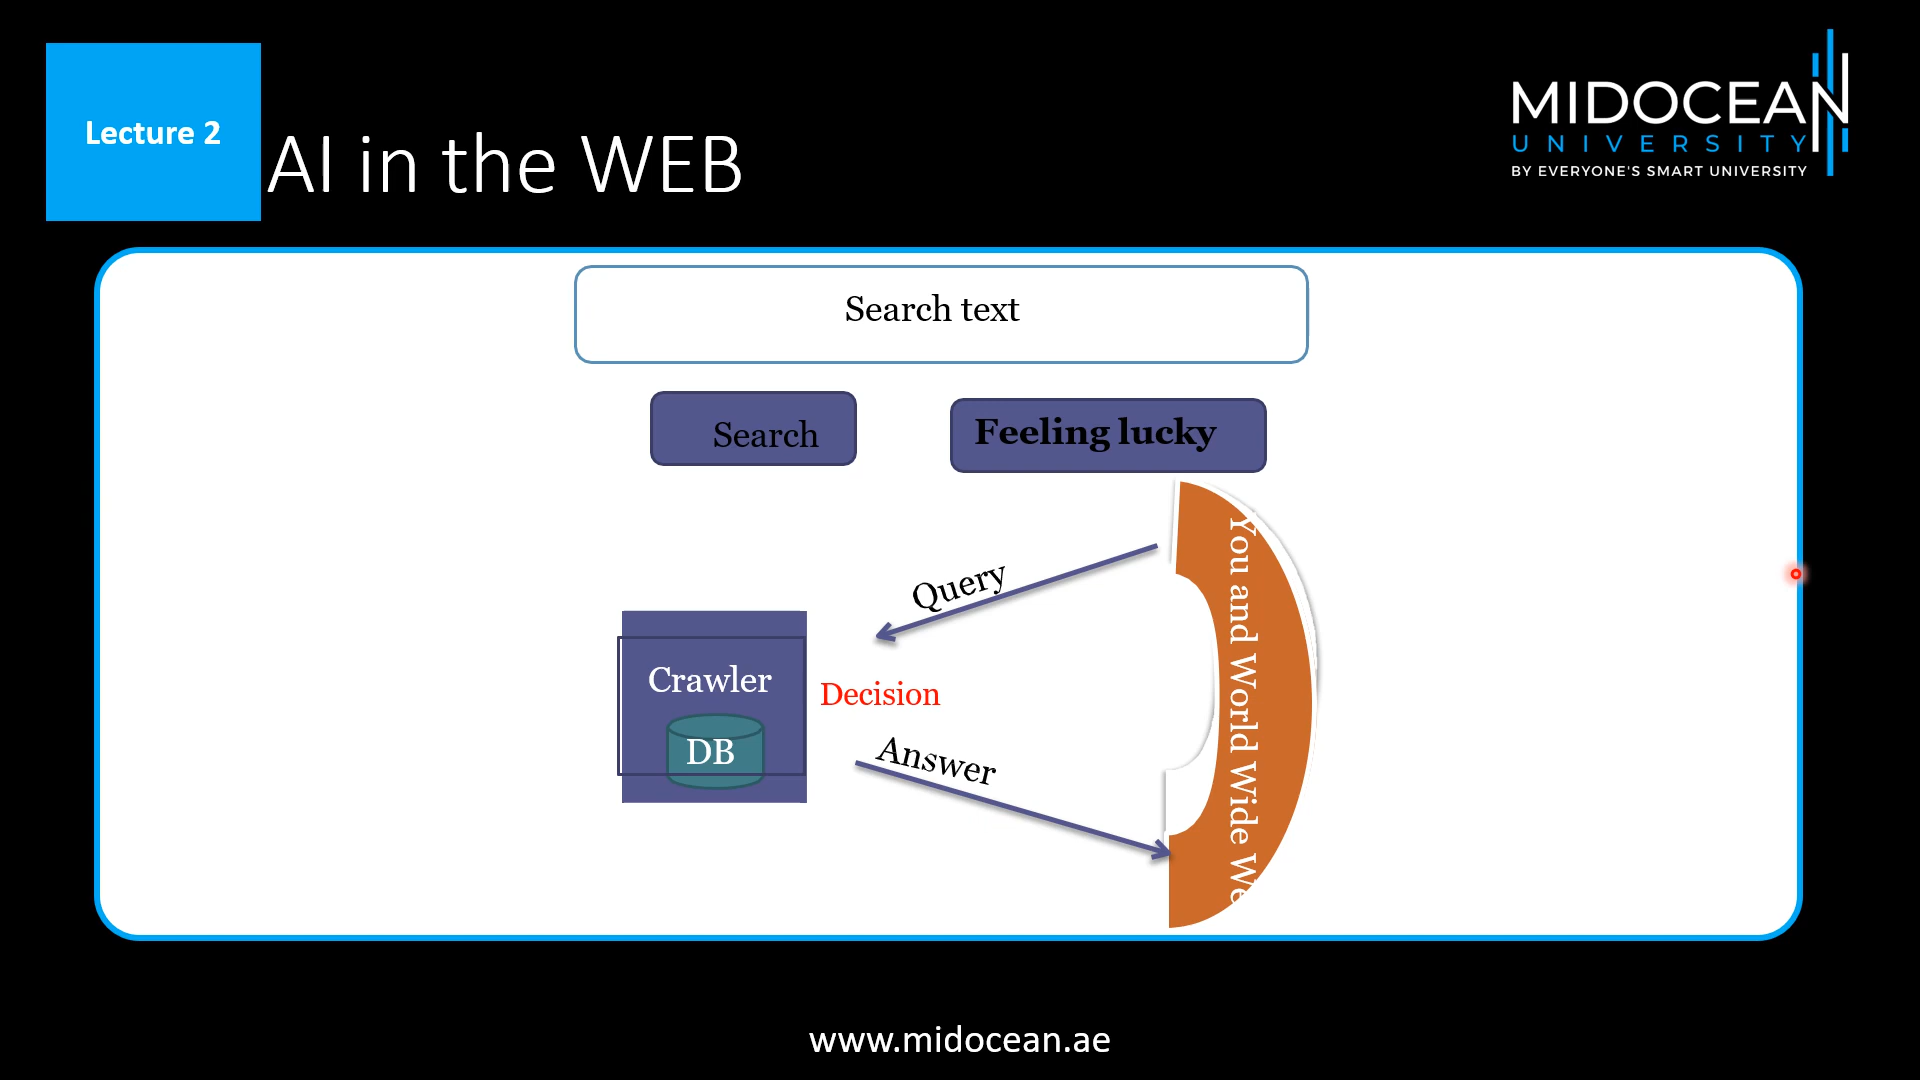 Lecture 2
AI in the WEB
MIDOCEAN
UNIVERSITY
BY EVERYONE'S SMART UNIVERSITY
Search text
Search
Feeling lucky
Query
You and World Wide We
Crawler
Decision
DB
Answer
www.midocean.ae